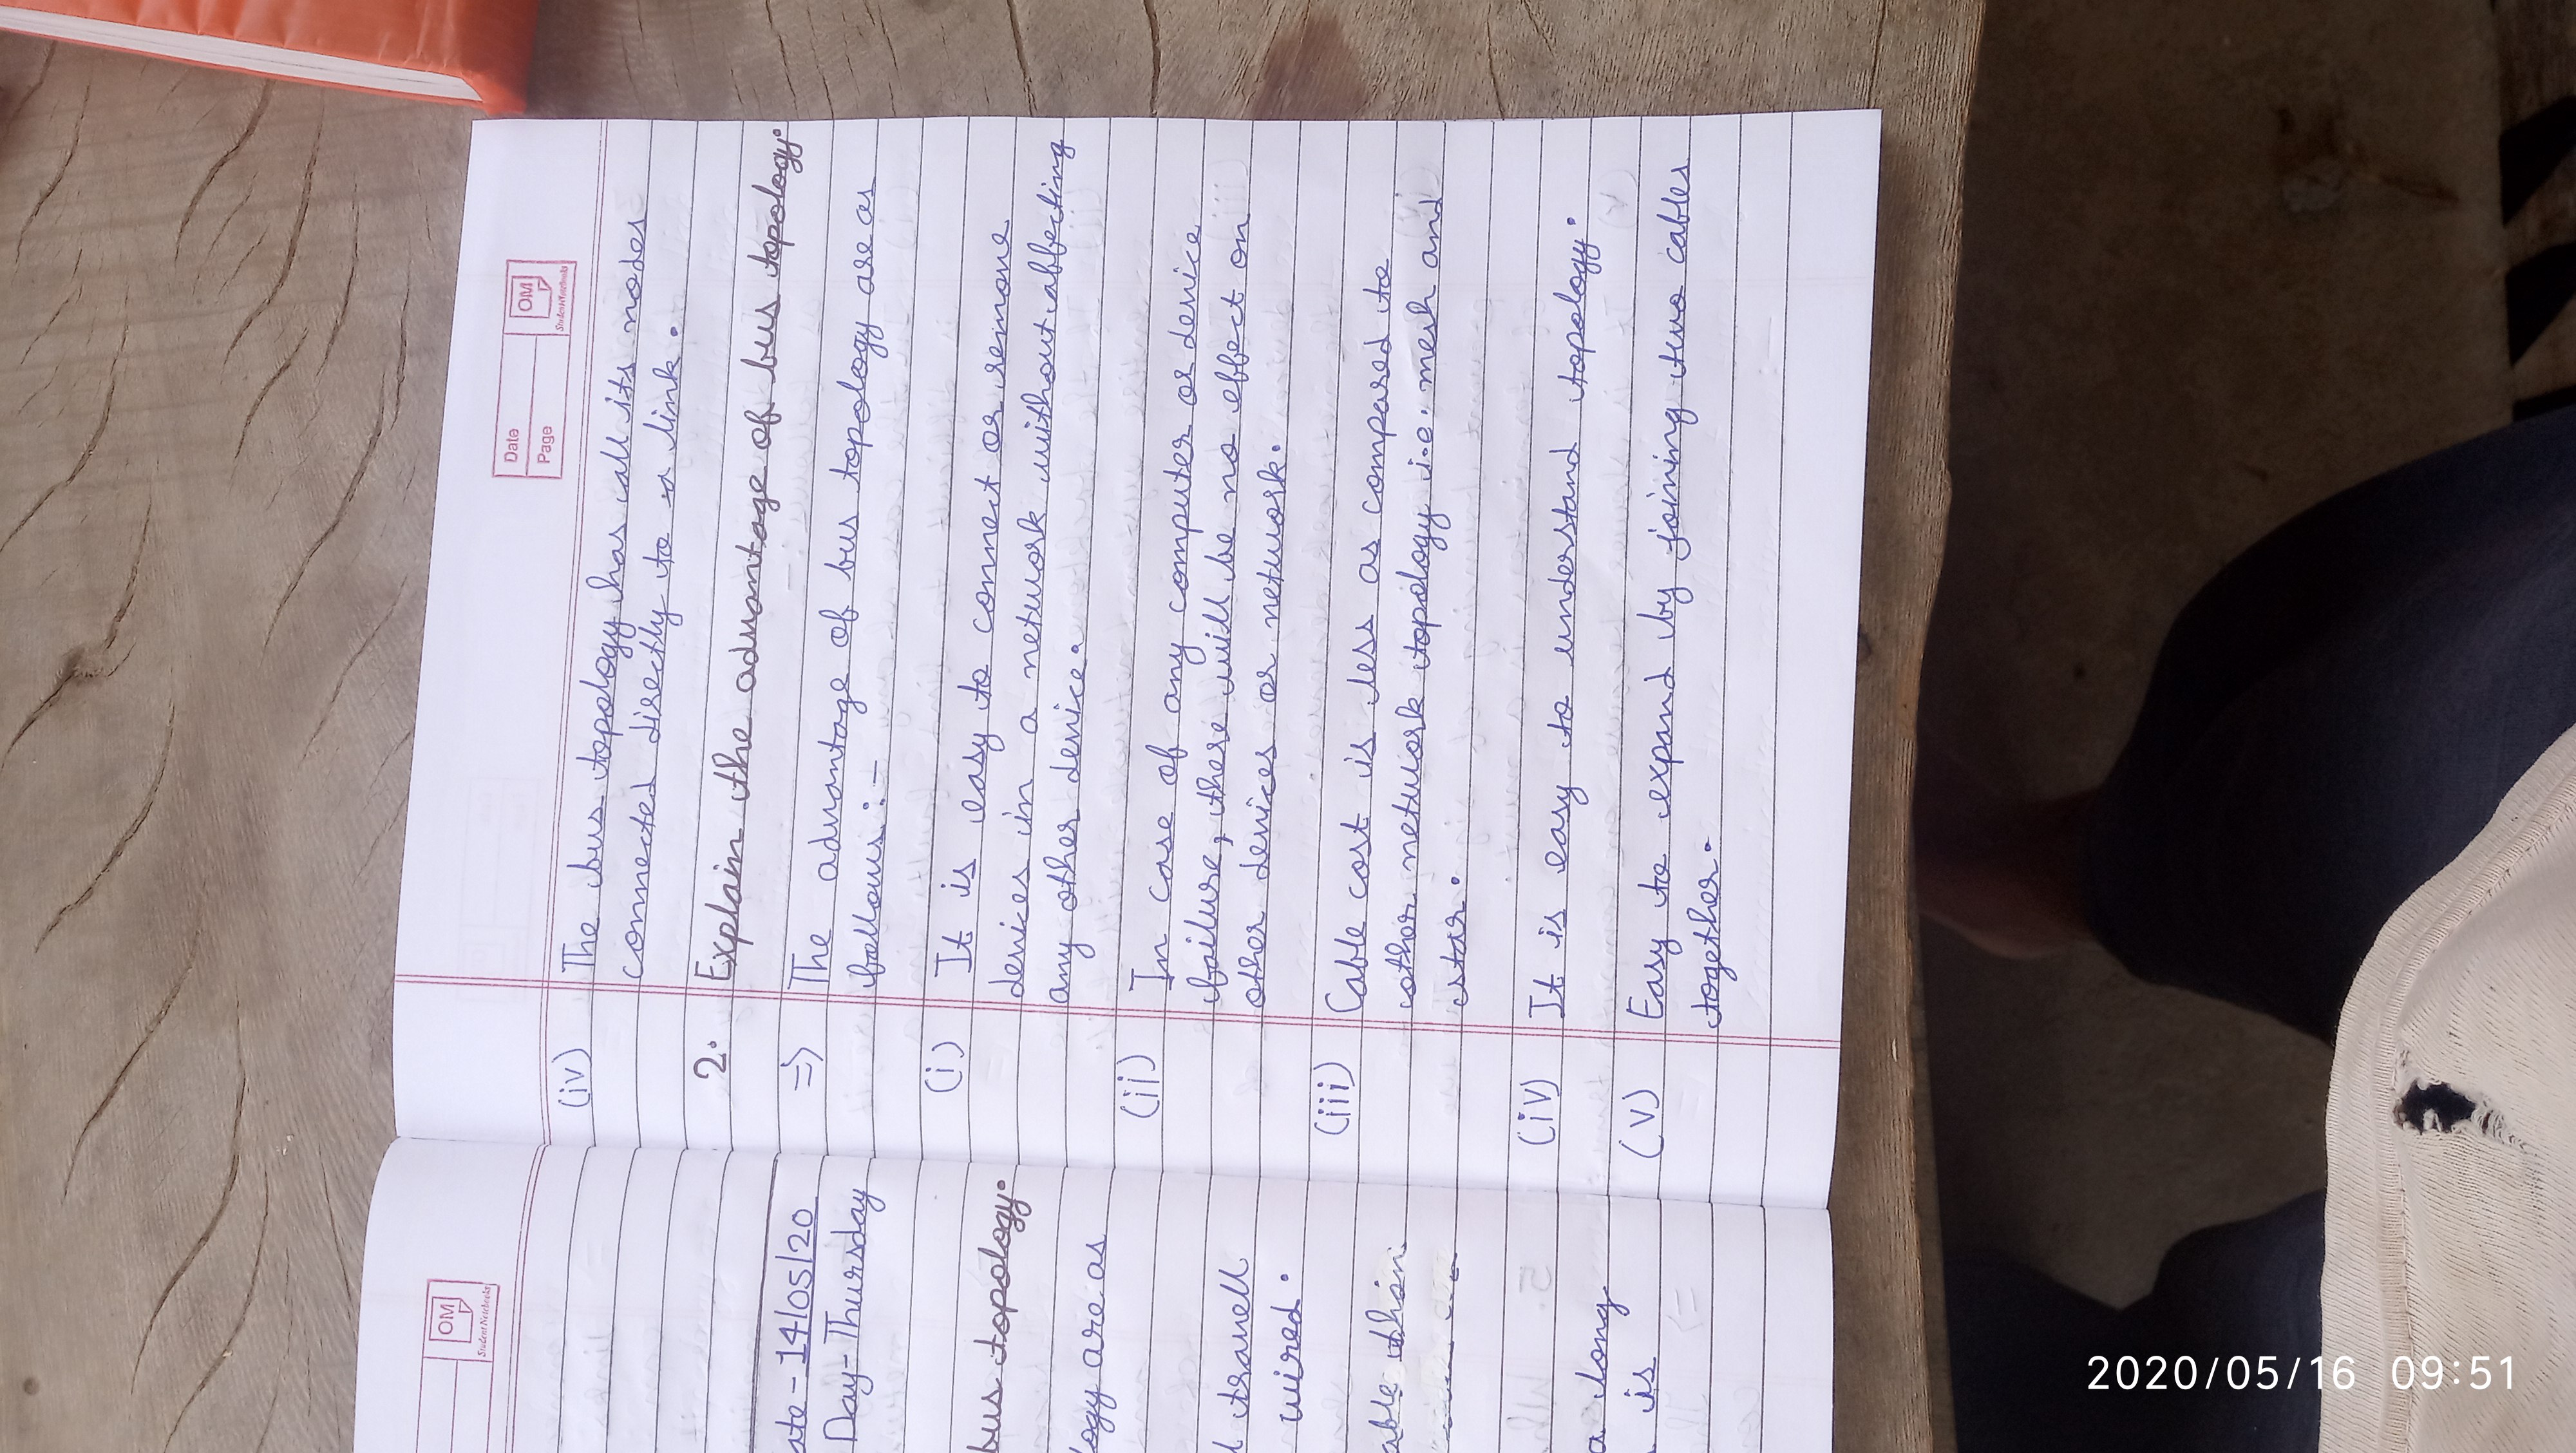 OM
Student Notebooks
ate - 14/05/20
Day - Thursday
bus topology.
logy are as
travell
wired.
able than
a long
is
Date
Page
OM
Student Notebooks
(iv) The bus topology has all its nodes
connected directly to a link.
2. Explain the advantage of bus topology.
=> The advantage of bus topology are as
follows :-
(i) It is easy to connect or remove
devices in a network without affecting
any other device.
(ii) In case of any computer or device
failure, there will be no effect on
other devices or network.
(iii) Cable cost is less as compared to
other network topology i.e. mesh and
star.
(iv) It is easy to understand topology.
(v) Easy to expand by joining two cables
together.
2020/05/16 09:51